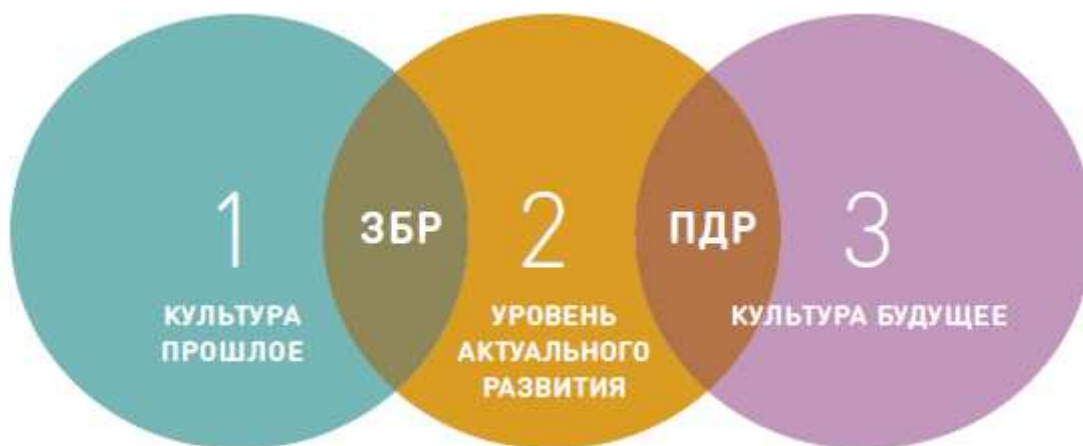 1
КУЛЬТУРА
ПРОШЛОЕ
ЗБР
2
УРОВЕНЬ
АКТУАЛЬНОГО
РАЗВИТИЯ
ПДР
3
КУЛЬТУРА БУДУЩЕЕ